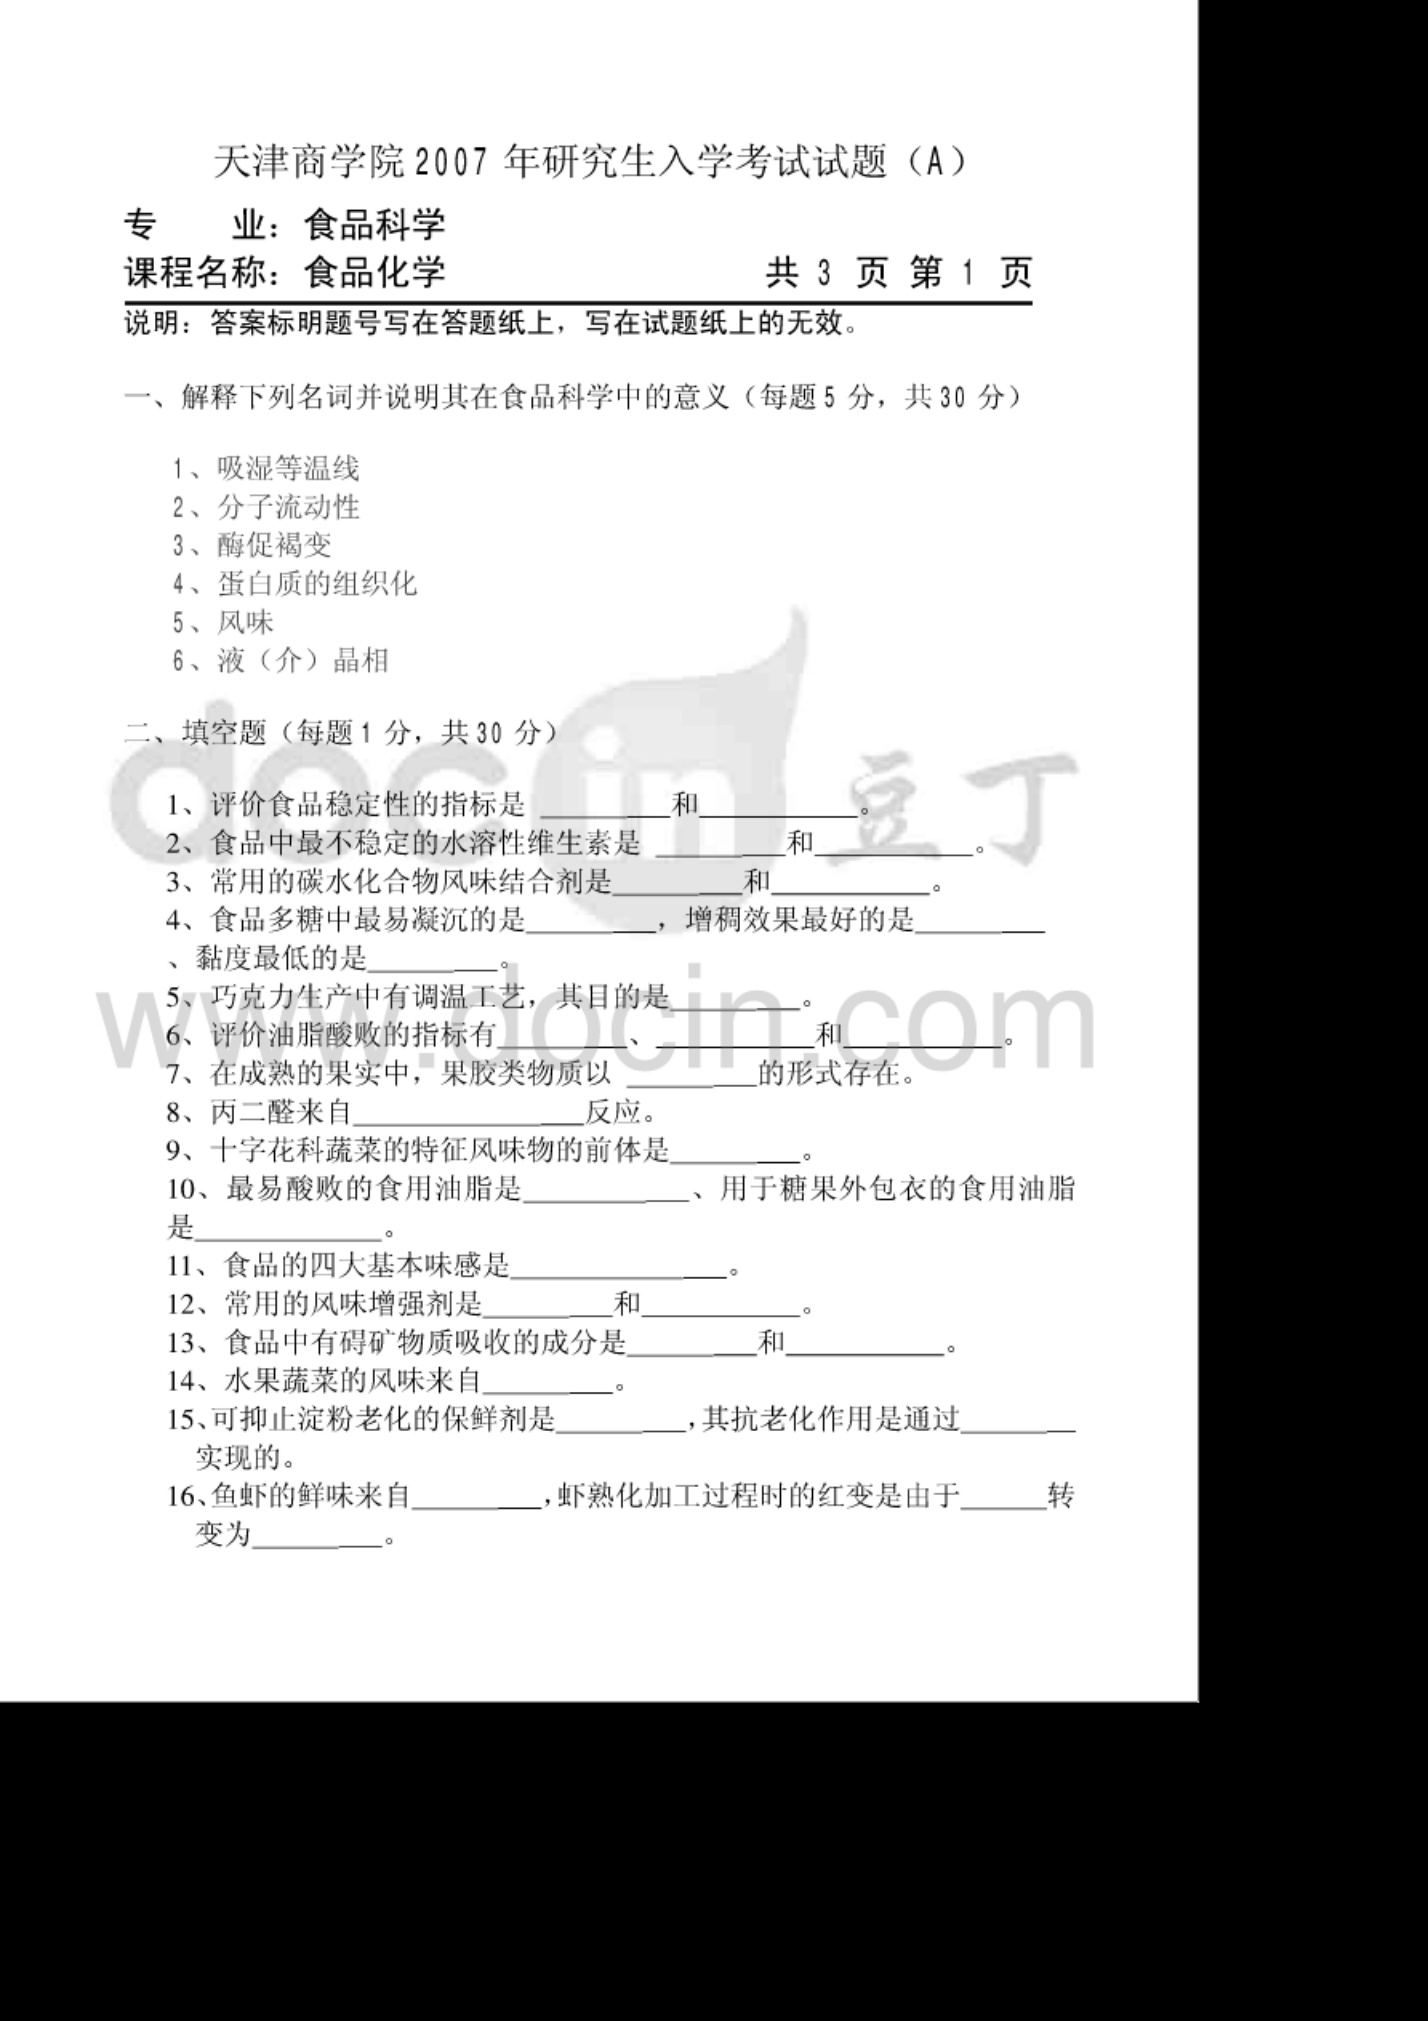 天津商学院2007 年研究生入学考试试题（A）
专 业：食品科学
课程名称：食品化学 共 3 页 第 1 页
说明：答案标明题号写在答题纸上，写在试题纸上的无效。
一、解释下列名词并说明其在食品科学中的意义（每题5 分，共30 分）
1、吸湿等温线
2、分子流动性
3、酶促褐变
4、蛋白质的组织化
5、风味
6、液（介）晶相
二、填空题（每题1 分，共30 分）
1、评价食品稳定性的指标是 _________和___________。
2、食品中最不稳定的水溶性维生素是 _________和___________。
3、常用的碳水化合物风味结合剂是_________和___________。
4、食品多糖中最易凝沉的是_________，增稠效果最好的是_________
、黏度最低的是_________。
5、巧克力生产中有调温工艺，其目的是_________。
6、评价油脂酸败的指标有_________、___________和___________。
7、在成熟的果实中，果胶类物质以 _________的形式存在。
8、丙二醛来自________________反应。
9、十字花科蔬菜的特征风味物的前体是_________。
10、最易酸败的食用油脂是___________、用于糖果外包衣的食用油脂
是_____________。
11、食品的四大基本味感是_______________。
12、常用的风味增强剂是_________和___________。
13、食品中有碍矿物质吸收的成分是_________和___________。
14、水果蔬菜的风味来自_________。
15、可抑止淀粉老化的保鲜剂是_________，其抗老化作用是通过________
实现的。
16、鱼虾的鲜味来自_________，虾熟化加工过程时的红变是由于______转
变为_________。
docin 豆丁
www.docin.com